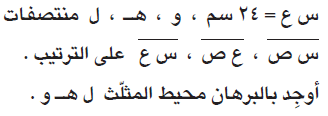 س ع = ٢٤ سم ، و ، هـ ، ل منتصفات
س ص ، ع ص ، س ع على الترتيب .
أوجِد بالبرهان محيط المثلّث ل هـ و .